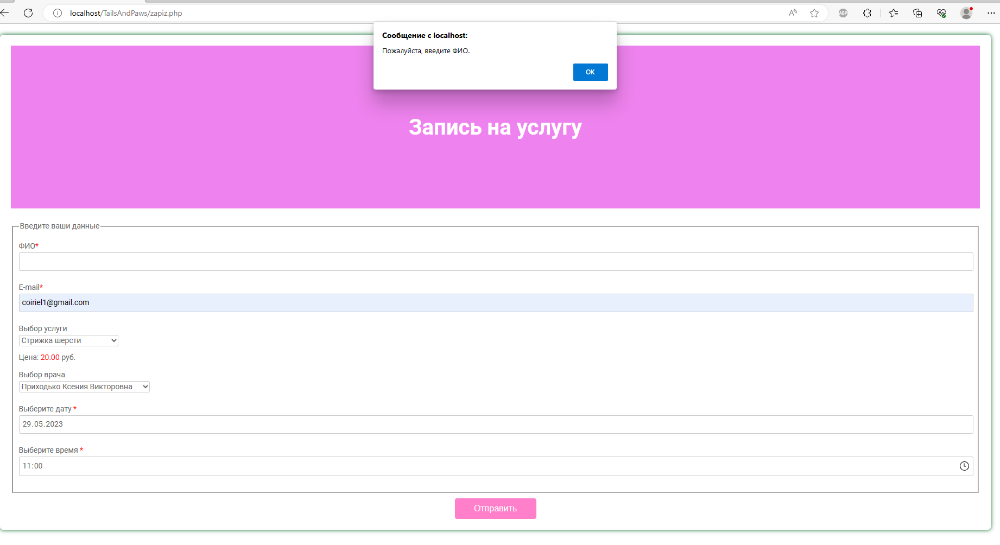 localhost/TailsAndPaws/zapiz.php
ABP
Сообщение с localhost:
Пожалуйста, введите ФИО.
ОК
Запись на услугу
Введите ваши данные
ФИО*
E-mail*
coiriel1@gmail.com
Выбор услуги
Стрижка шерсти
Цена: 20.00 руб.
Выбор врача
Приходько Ксения Викторовна
Выберите дату *
29.05.2023
Выберите время *
11:00
Отправить